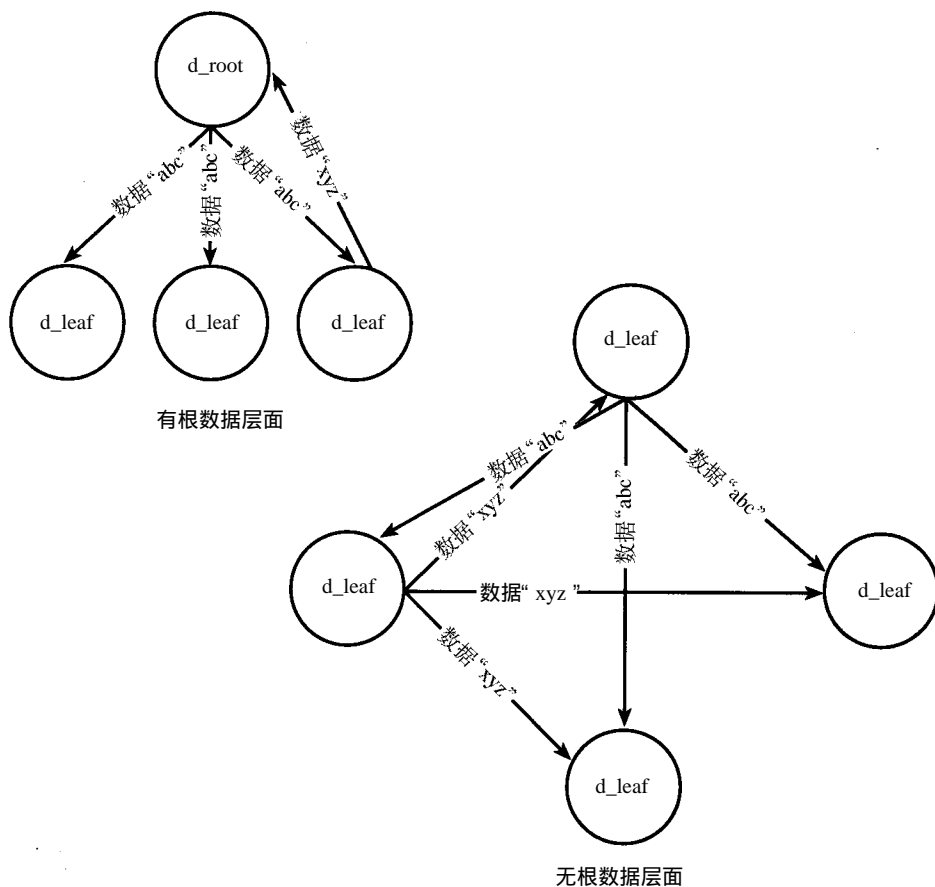 d_root
数据“abc”
数据“abc”
数据“abc”
数据“xyz”
d_leaf
d_leaf
d_leaf
有根数据层面
d_leaf
数据“abc”
数据“xyz”
数据“abc”
数据“abc”
d_leaf
数据“ xyz ”
d_leaf
数据“xyz”
d_leaf
无根数据层面